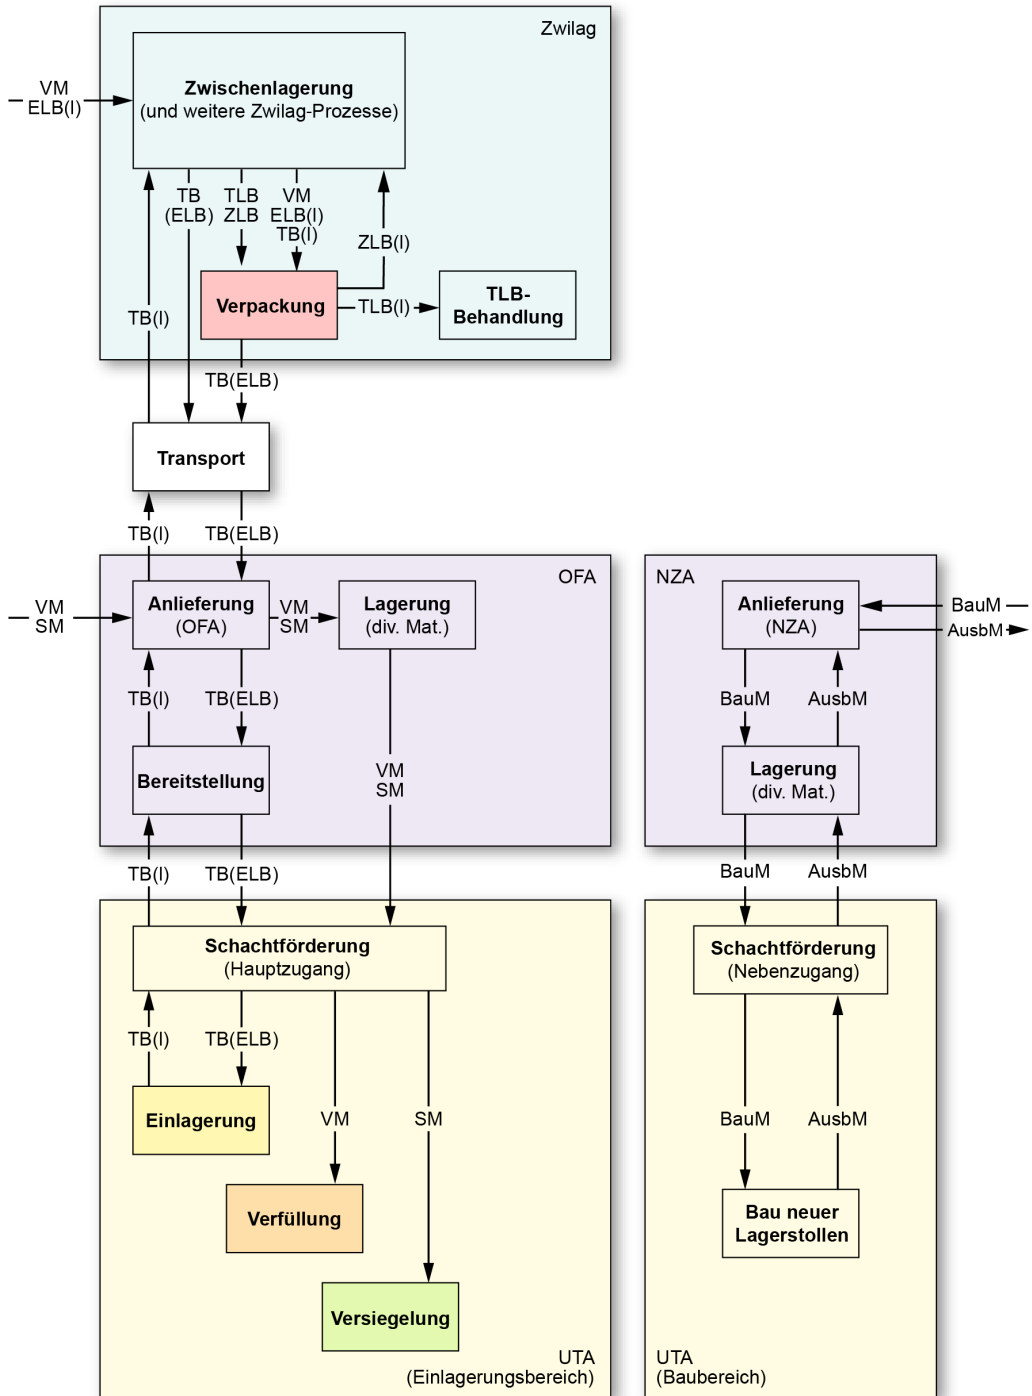 Zwilag
Zwischenlagerung
(und weitere Zwilag-Prozesse)
VM
ELB(I)
TB
(ELB)
TLB
ZLB
VM
ELB(I)
TB(I)
ZLB(I)
TB(I)
Verpackung
TLB(I)
TLB-
Behandlung
TB(ELB)
Transport
TB(I)
TB(ELB)
OFA
NZA
VM
SM
Anlieferung
(OFA)
VM
SM
Lagerung
(div. Mat.)
Anlieferung
(NZA)
BauM
AusbM
TB(I)
TB(ELB)
BauM
AusbM
Bereitstellung
VM
SM
Lagerung
(div. Mat.)
TB(I)
TB(ELB)
BauM
AusbM
Schachtförderung
(Hauptzugang)
Schachtförderung
(Nebenzugang)
TB(I)
TB(ELB)
Einlagerung
VM
SM
BauM
AusbM
Verfüllung
Bau neuer
Lagerstollen
Versiegelung
UTA
(Einlagerungsbereich)
UTA
(Baubereich)